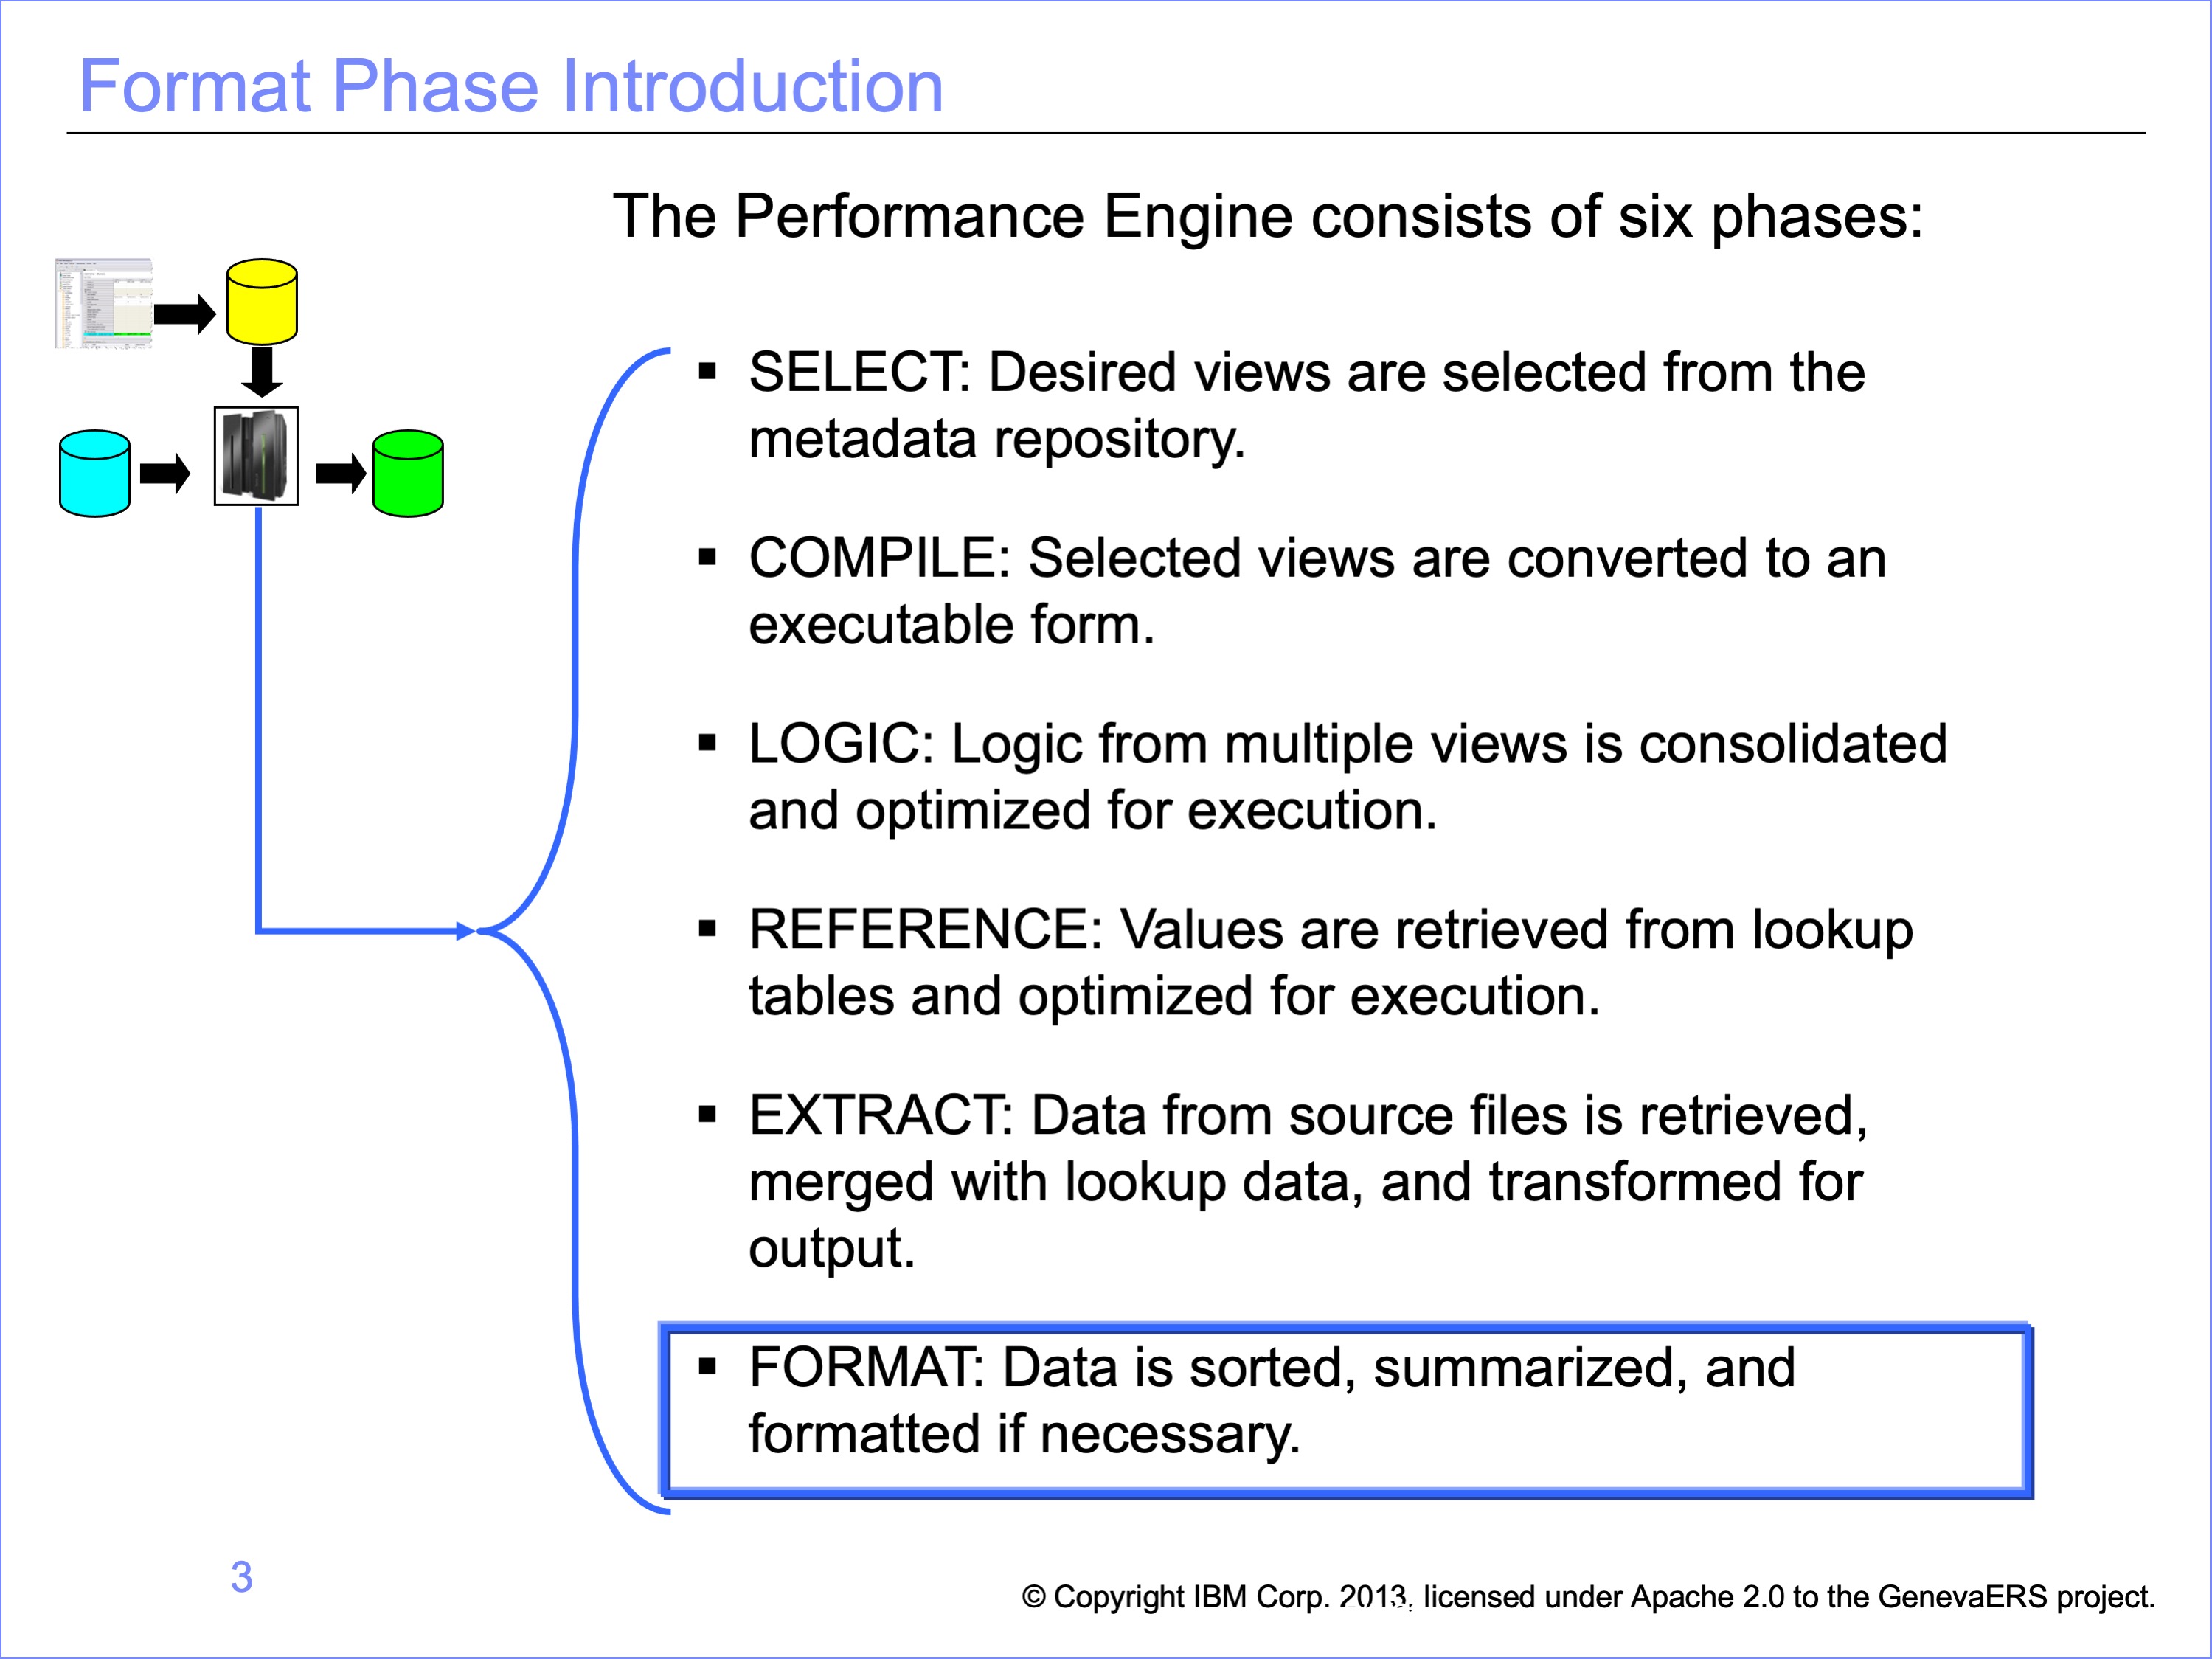 Format Phase Introduction
The Performance Engine consists of six phases:
▪ SELECT: Desired views are selected from the
metadata repository.
▪ COMPILE: Selected views are converted to an
executable form.
▪ LOGIC: Logic from multiple views is consolidated
and optimized for execution.
▪ REFERENCE: Values are retrieved from lookup
tables and optimized for execution.
▪ EXTRACT: Data from source files is retrieved,
merged with lookup data, and transformed for
output.
▪ FORMAT: Data is sorted, summarized, and
formatted if necessary.
3
© Copyright IBM Corp. 2013, licensed under Apache 2.0 to the GenevaERS project.